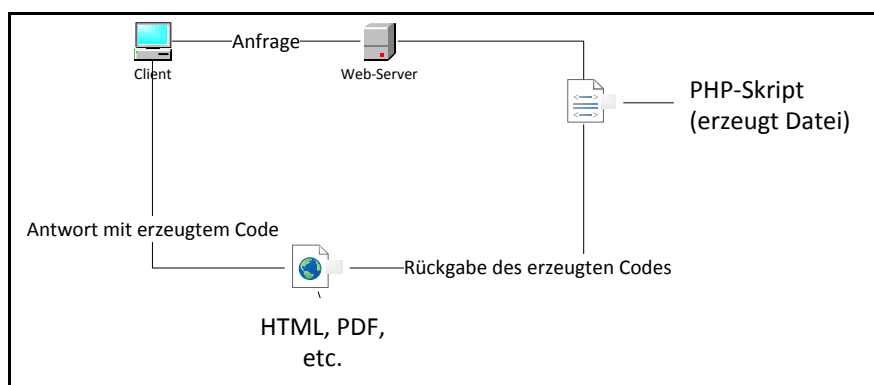 Anfrage
Client
Web-Server
PHP-Skript
(erzeugt Datei)
Antwort mit erzeugtem Code
Rückgabe des erzeugten Codes
HTML, PDF,
etc.